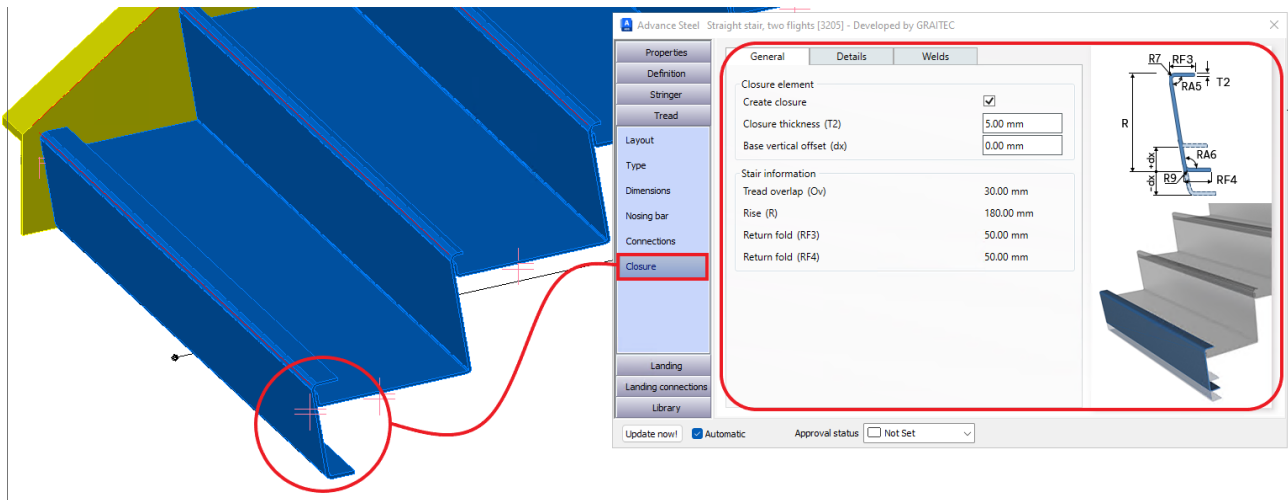 Advance Steel Straight stair, two flights [3205] - Developed by GRAITEC
Properties
Definition
Stringer
Tread
Layout
Type
Dimensions
Nosing bar
Connections
Closure
Landing
Landing connections
Library
General Details Welds
Closure element
Create closure
Closure thickness (T2) 5.00 mm
Base vertical offset (dx) 0.00 mm
Stair information
Tread overlap (Ov) 30.00 mm
Rise (R) 180.00 mm
Return fold (RF3) 50.00 mm
Return fold (RF4) 50.00 mm
R7 RF3
RA5 T2
R
RA6
+dx
-dx
R9 RF4
Update now! Automatic Approval status Not Set